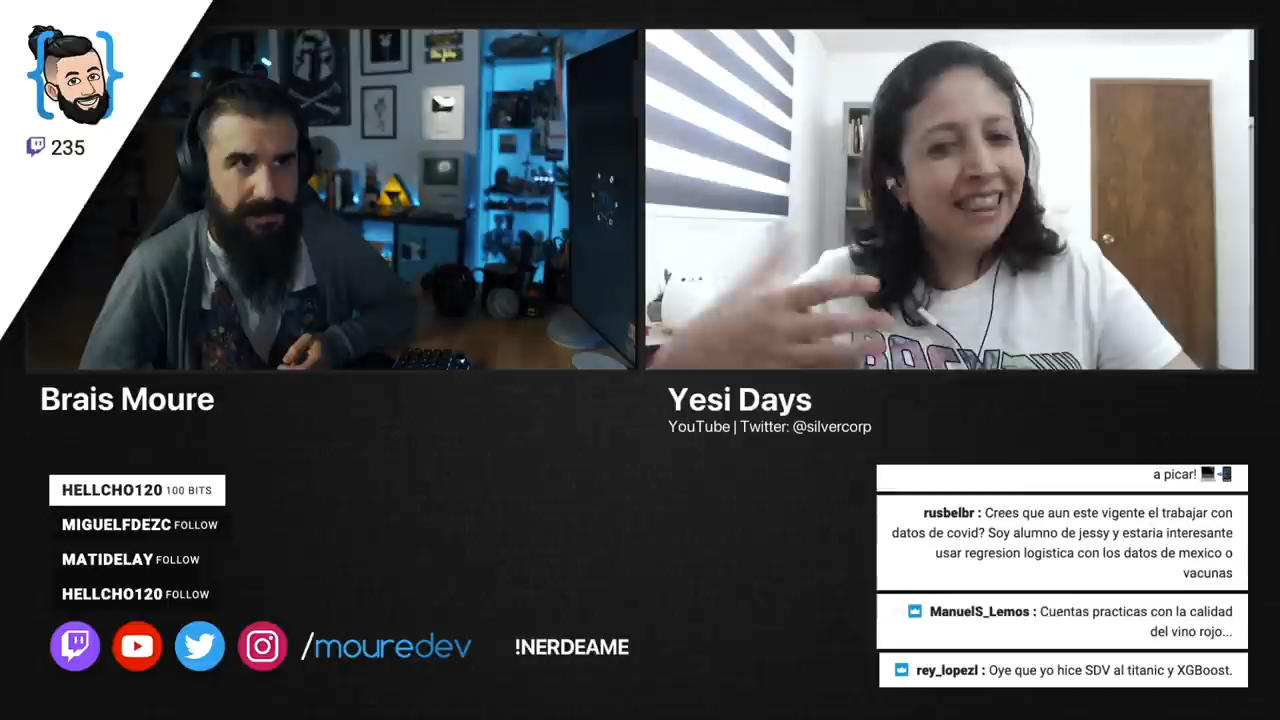 235
Brais Moure
Yesi Days
YouTube | Twitter: @silvercorp
HELLCHO120 100 BITS
MIGUELFDEZC FOLLOW
MATIDELAY FOLLOW
HELLCHO120 FOLLOW
/mouredev
!NERDEAME
a picar!
rusbelbr : Crees que aun este vigente el trabajar con
datos de covid? Soy alumno de jessy y estaria interesante
usar regresion logistica con los datos de mexico o
vacunas
ManuelS_Lemos : Cuentas practicas con la calidad
del vino rojo...
rey_lopezl : Oye que yo hice SDV al titanic y XGBoost.